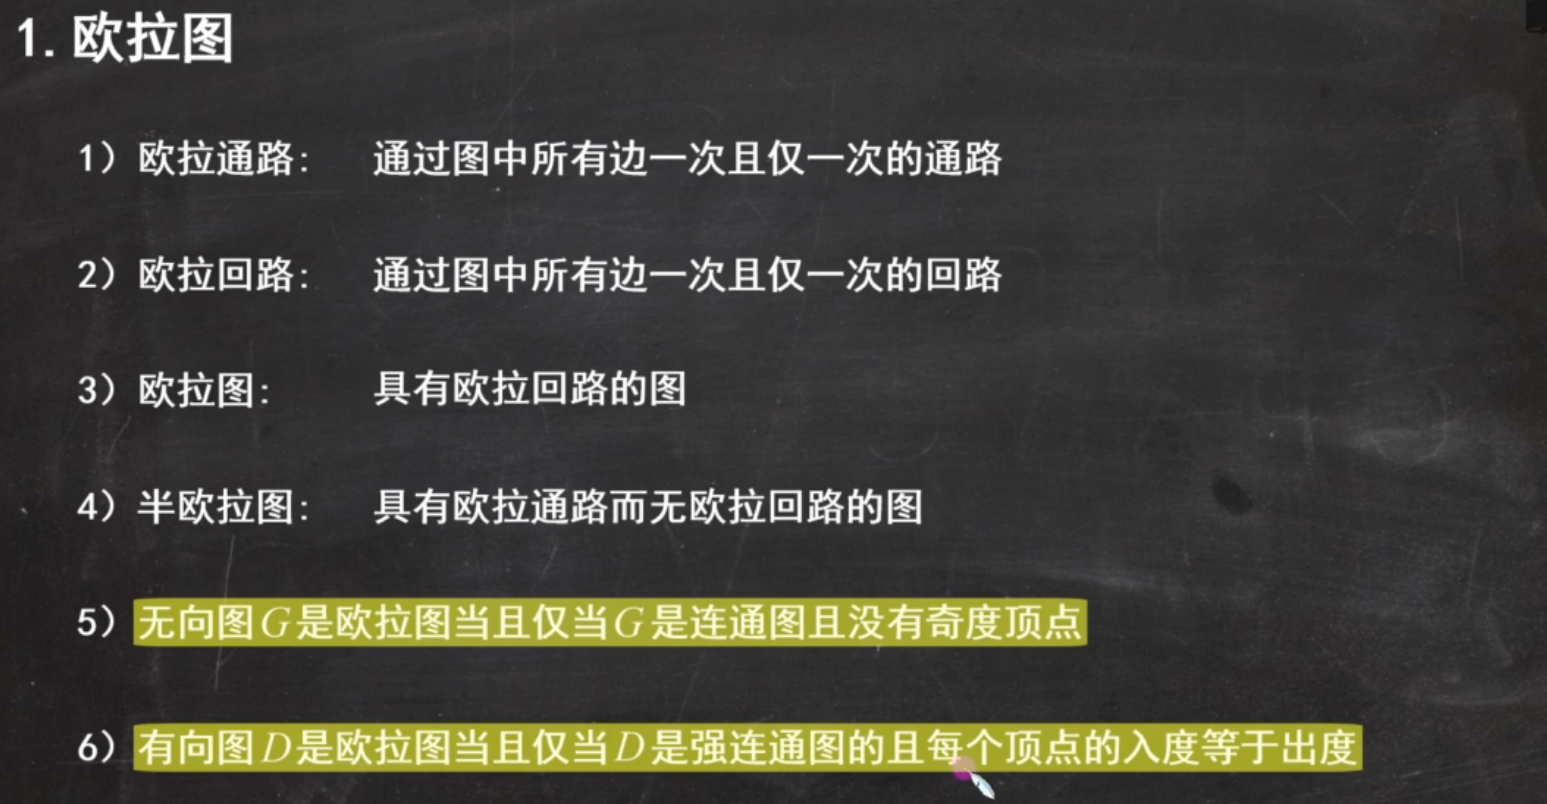 1.欧拉图
1）欧拉通路： 通过图中所有边一次且仅一次的通路
2）欧拉回路： 通过图中所有边一次且仅一次的回路
3）欧拉图： 具有欧拉回路的图
4）半欧拉图： 具有欧拉通路而无欧拉回路的图
5）无向图G是欧拉图当且仅当G是连通图且没有奇度顶点
6）有向图D是欧拉图当且仅当D是强连通图的且每个顶点的入度等于出度